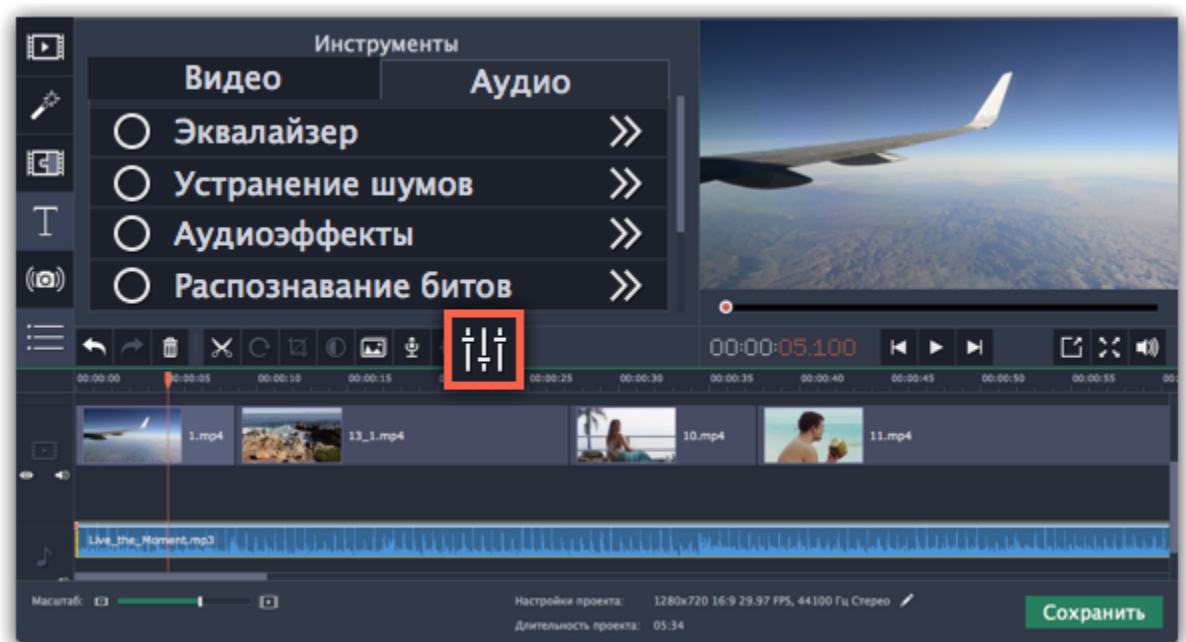 Инструменты
Видео Аудио
Эквалайзер
Устранение шумов
Аудиоэффекты
Распознавание битов
00:00:05.100
00:00:00 00:00:05 00:00:10 00:00:15 00:00:25 00:00:30 00:00:35 00:00:40 00:00:45 00:00:50 00:00:55
1.mp4 13_1.mp4 10.mp4 11.mp4
Live_the_Moment.mp3
Масштаб: Настройки проекта: 1280x720 16:9 29.97 FPS, 44100 Гц Стерео
Длительность проекта: 05:34
Сохранить